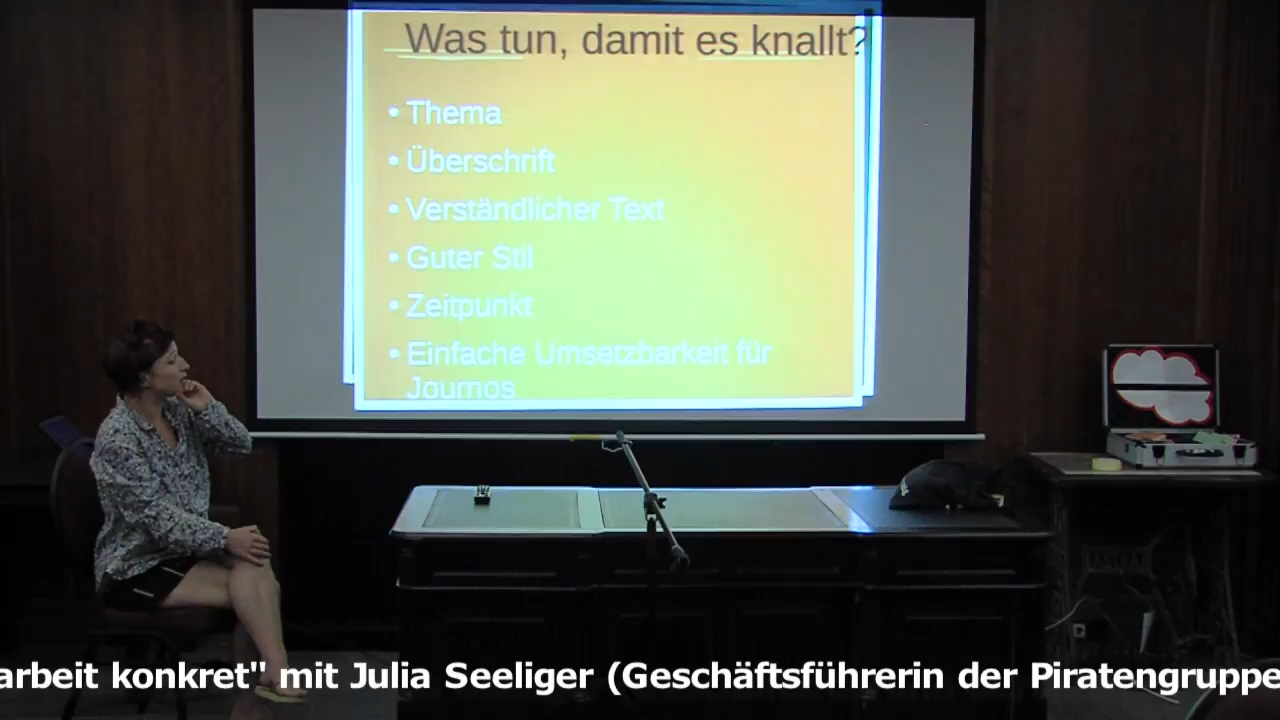 Was tun, damit es knallt?
• Thema
• Überschrift
• Verständlicher Text
• Guter Stil
• Zeitpunkt
• Einfache Umsetzbarkeit für
Journos
arbeit konkret" mit Julia Seeliger (Geschäftsführerin der Piratengruppe